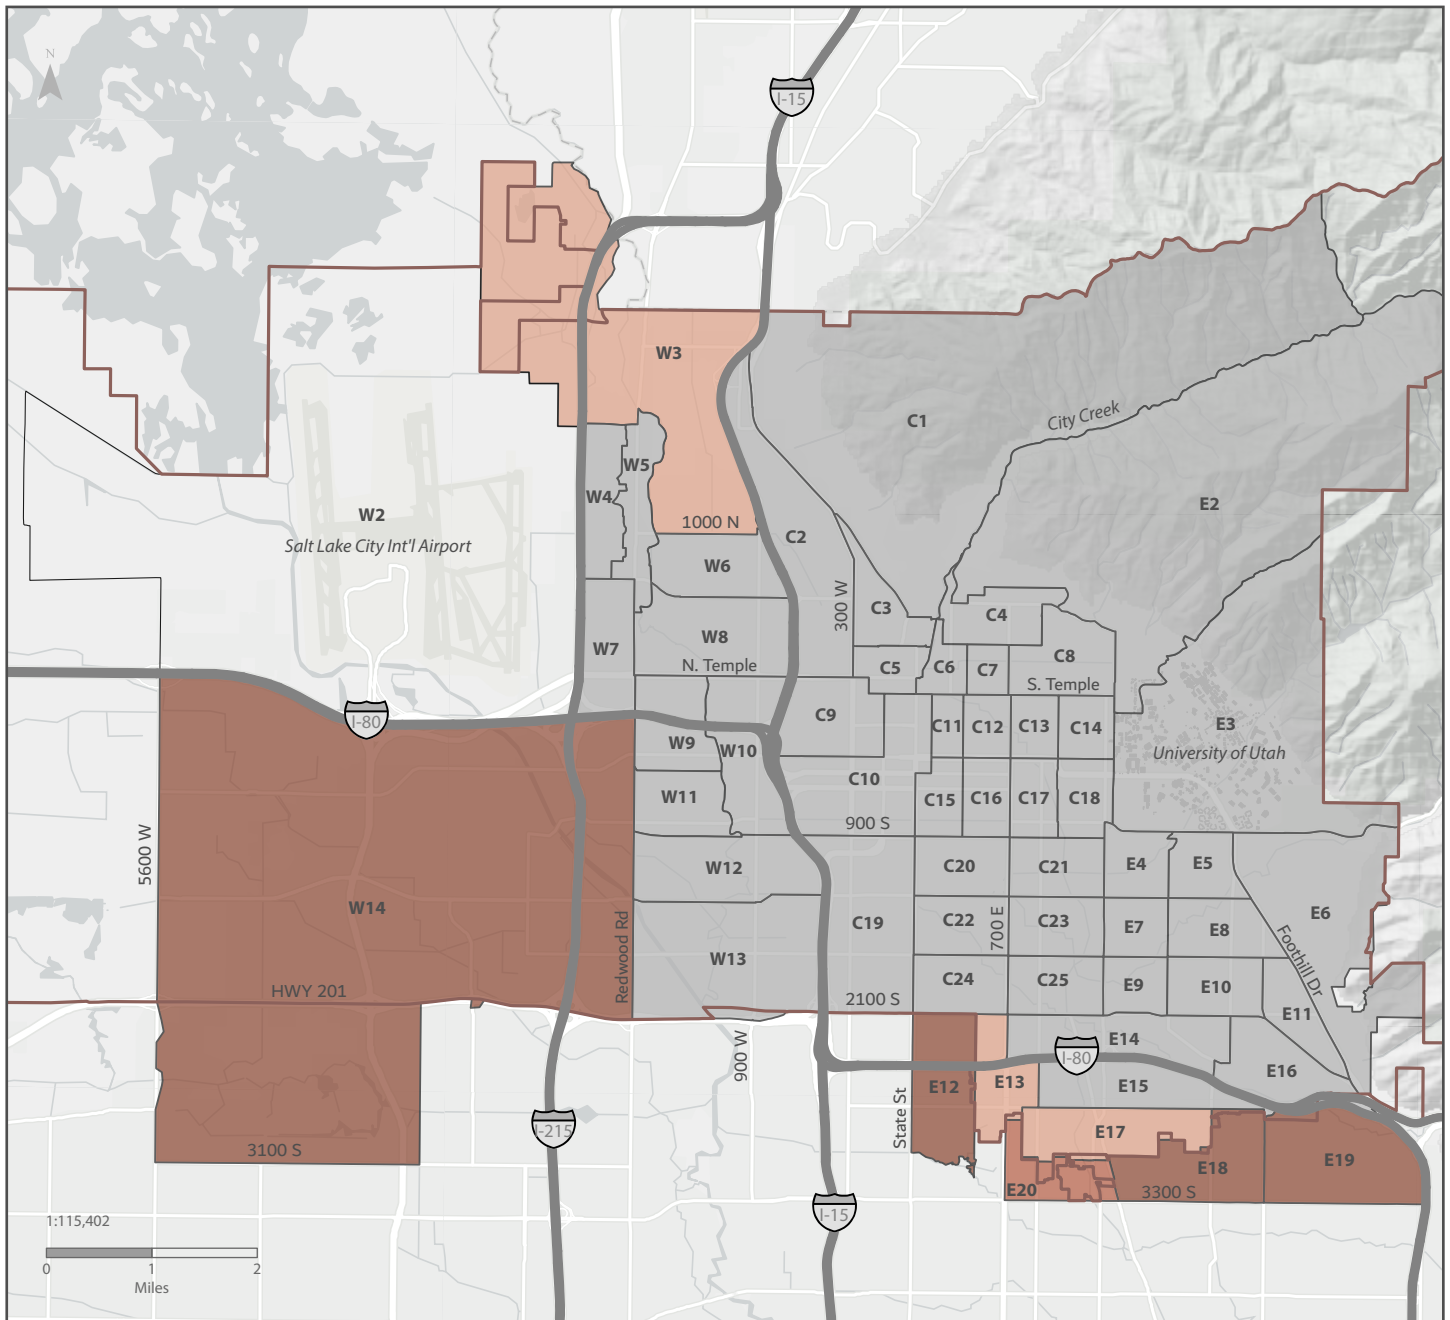 N
I-15
W3
C1
City Creek
W5
W4
E2
W2
Salt Lake City Int'l Airport
1000 N
C2
W6
300 W
C3
C4
W8
W7
N. Temple
C5
C6
C7
C8
S. Temple
I-80
C9
C11
C12
C13
C14
E3
University of Utah
W9
W10
C10
W11
C15
C16
C17
C18
900 S
5600 W
W12
C20
C21
E4
E5
W14
E6
C19
C22
700 E
C23
E7
E8
Redwood Rd
W13
Foothill Dr
C24
C25
E9
E10
HWY 201
2100 S
E11
900 W
E14
I-80
E12
E13
E15
E16
State St
I-215
E17
3100 S
E18
E19
E20
3300 S
I-15
1:115,402
0 1 2
Miles